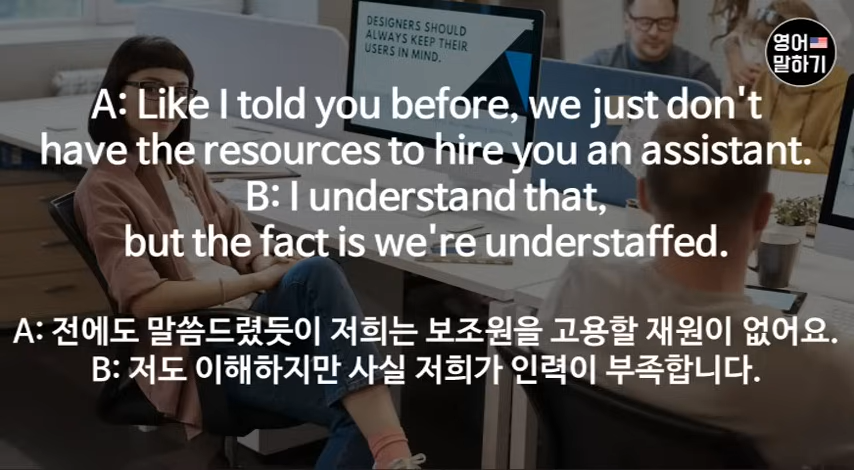 DESIGNERS SHOULD
ALWAYS KEEP THEIR
USERS IN MIND.
영어
말하기
A: Like I told you before, we just don't
have the resources to hire you an assistant.
B: I understand that,
but the fact is we're understaffed.
A: 전에도 말씀드렸듯이 저희는 보조원을 고용할 재원이 없어요.
B: 저도 이해하지만 사실 저희가 인력이 부족합니다.